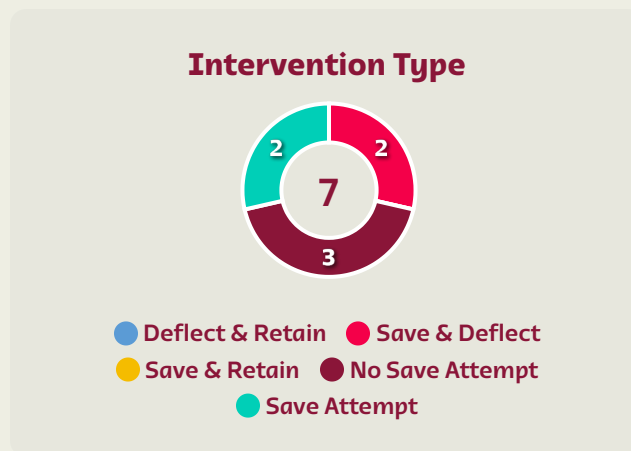 Intervention Type
2 2
7
3
Deflect & Retain Save & Deflect
Save & Retain No Save Attempt
Save Attempt